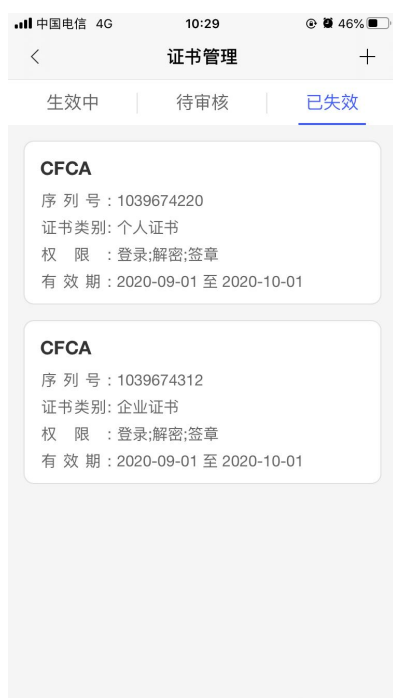 中国电信 4G 10:29 46%
证书管理
生效中 待审核 已失效
CFCA
序 列 号 : 1039674220
证书类别: 个人证书
权 限 : 登录;解密;签章
有 效 期 : 2020-09-01 至 2020-10-01
CFCA
序 列 号 : 1039674312
证书类别: 企业证书
权 限 : 登录;解密;签章
有 效 期 : 2020-09-01 至 2020-10-01